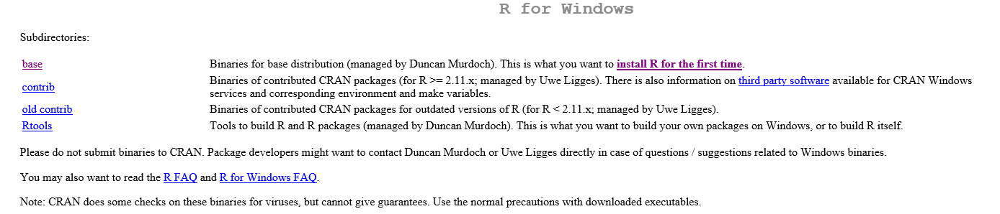 R for Windows
Subdirectories:
base Binaries for base distribution (managed by Duncan Murdoch). This is what you want to install R for the first time.
contrib Binaries of contributed CRAN packages (for R >= 2.11.x; managed by Uwe Ligges). There is also information on third party software available for CRAN Windows
services and corresponding environment and make variables.
old contrib Binaries of contributed CRAN packages for outdated versions of R (for R < 2.11.x; managed by Uwe Ligges).
Rtools Tools to build R and R packages (managed by Duncan Murdoch). This is what you want to build your own packages on Windows, or to build R itself.
Please do not submit binaries to CRAN. Package developers might want to contact Duncan Murdoch or Uwe Ligges directly in case of questions / suggestions related to Windows binaries.
You may also want to read the R FAQ and R for Windows FAQ.
Note: CRAN does some checks on these binaries for viruses, but cannot give guarantees. Use the normal precautions with downloaded executables.